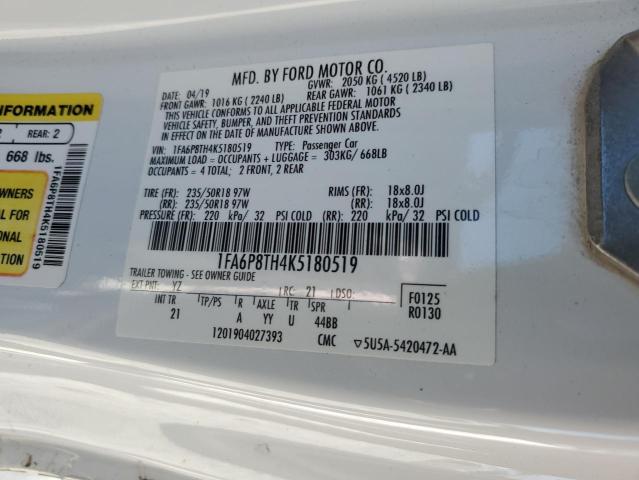 MFD. BY FORD MOTOR CO.
DATE: 04/19 GVWR: 2050 KG ( 4520 LB)
FRONT GAWR: 1016 KG ( 2240 LB) REAR GAWR: 1061 KG ( 2340 LB)
THIS VEHICLE CONFORMS TO ALL APPLICABLE FEDERAL MOTOR
VEHICLE SAFETY, BUMPER, AND THEFT PREVENTION STANDARDS
IN EFFECT ON THE DATE OF MANUFACTURE SHOWN ABOVE.
VIN: 1FA6P8TH4K5180519 TYPE: Passenger Car
MAXIMUM LOAD = OCCUPANTS + LUGGAGE = 303KG/ 668LB
OCCUPANTS = 4 TOTAL; 2 FRONT, 2 REAR
TIRE (FR): 235/50R18 97W RIMS (FR): 18x8.0J
(RR): 235/50R18 97W (RR): 18x8.0J
PRESSURE (FR): 220 kPa/ 32 PSI COLD (RR): 220 kPa/ 32 PSI COLD
1FA6P8TH4K5180519
TRAILER TOWING - SEE OWNER GUIDE
EXT PNT: YZ RC: 21 DSO:
INT TR TP/PS R AXLE TR SPR
21 A YY U 44BB
F0125
R0130
1201904027393 CMC ▽5U5A-5420472-AA
INFORMATION
REAR: 2
668 lbs.
OWNERS
AL FOR
ONAL
1FA6P8TH4K5180519